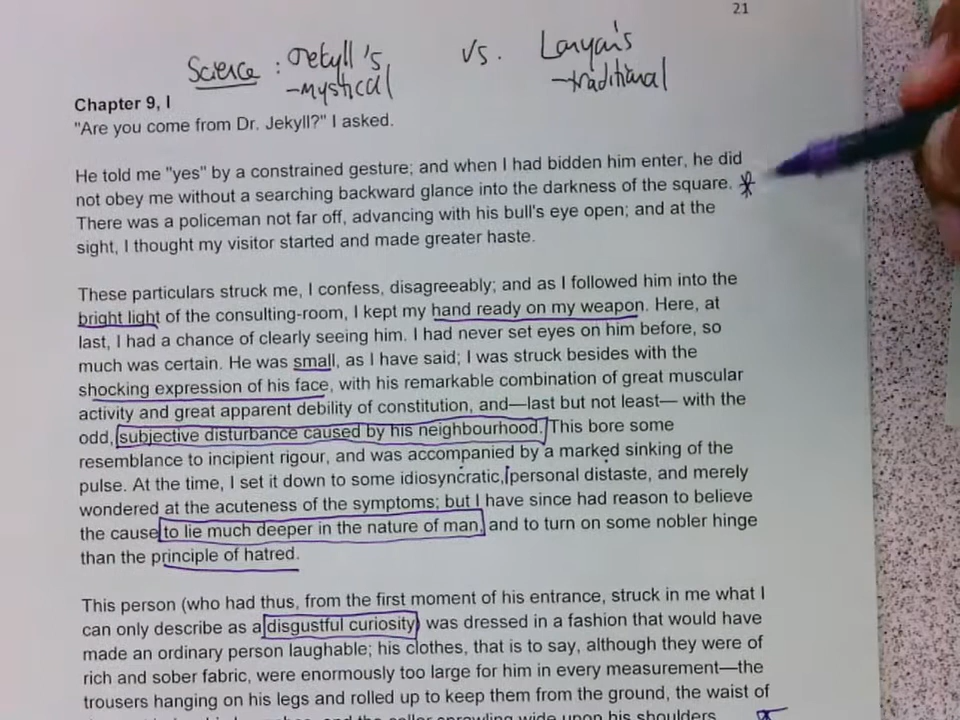 21
Science : Jekyll's vs. Lanyon's
-mystical -traditional
Chapter 9, I
"Are you come from Dr. Jekyll?" I asked.
He told me "yes" by a constrained gesture; and when I had bidden him enter, he did
not obey me without a searching backward glance into the darkness of the square.
There was a policeman not far off, advancing with his bull's eye open; and at the
sight, I thought my visitor started and made greater haste.
These particulars struck me, I confess, disagreeably; and as I followed him into the
bright light of the consulting-room, I kept my hand ready on my weapon. Here, at
last, I had a chance of clearly seeing him. I had never set eyes on him before, so
much was certain. He was small, as I have said; I was struck besides with the
shocking expression of his face, with his remarkable combination of great muscular
activity and great apparent debility of constitution, and—last but not least— with the
odd, subjective disturbance caused by his neighbourhood. This bore some
resemblance to incipient rigour, and was accompanied by a marked sinking of the
pulse. At the time, I set it down to some idiosyncratic, personal distaste, and merely
wondered at the acuteness of the symptoms; but I have since had reason to believe
the cause to lie much deeper in the nature of man, and to turn on some nobler hinge
than the principle of hatred.
This person (who had thus, from the first moment of his entrance, struck in me what I
can only describe as a disgustful curiosity) was dressed in a fashion that would have
made an ordinary person laughable; his clothes, that is to say, although they were of
rich and sober fabric, were enormously too large for him in every measurement—the
trousers hanging on his legs and rolled up to keep them from the ground, the waist of
the collar sprawling wide upon his shoulders